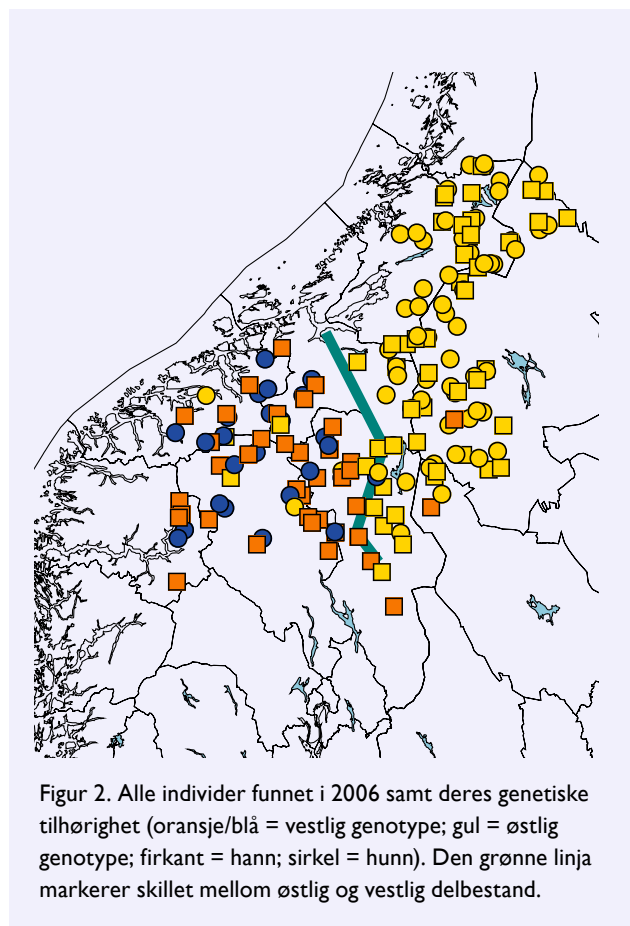 Figur 2. Alle individer funnet i 2006 samt deres genetiske
tilhørighet (oransje/blå = vestlig genotype; gul = østlig
genotype; firkant = hann; sirkel = hunn). Den grønne linja
markerer skillet mellom østlig og vestlig delbestand.